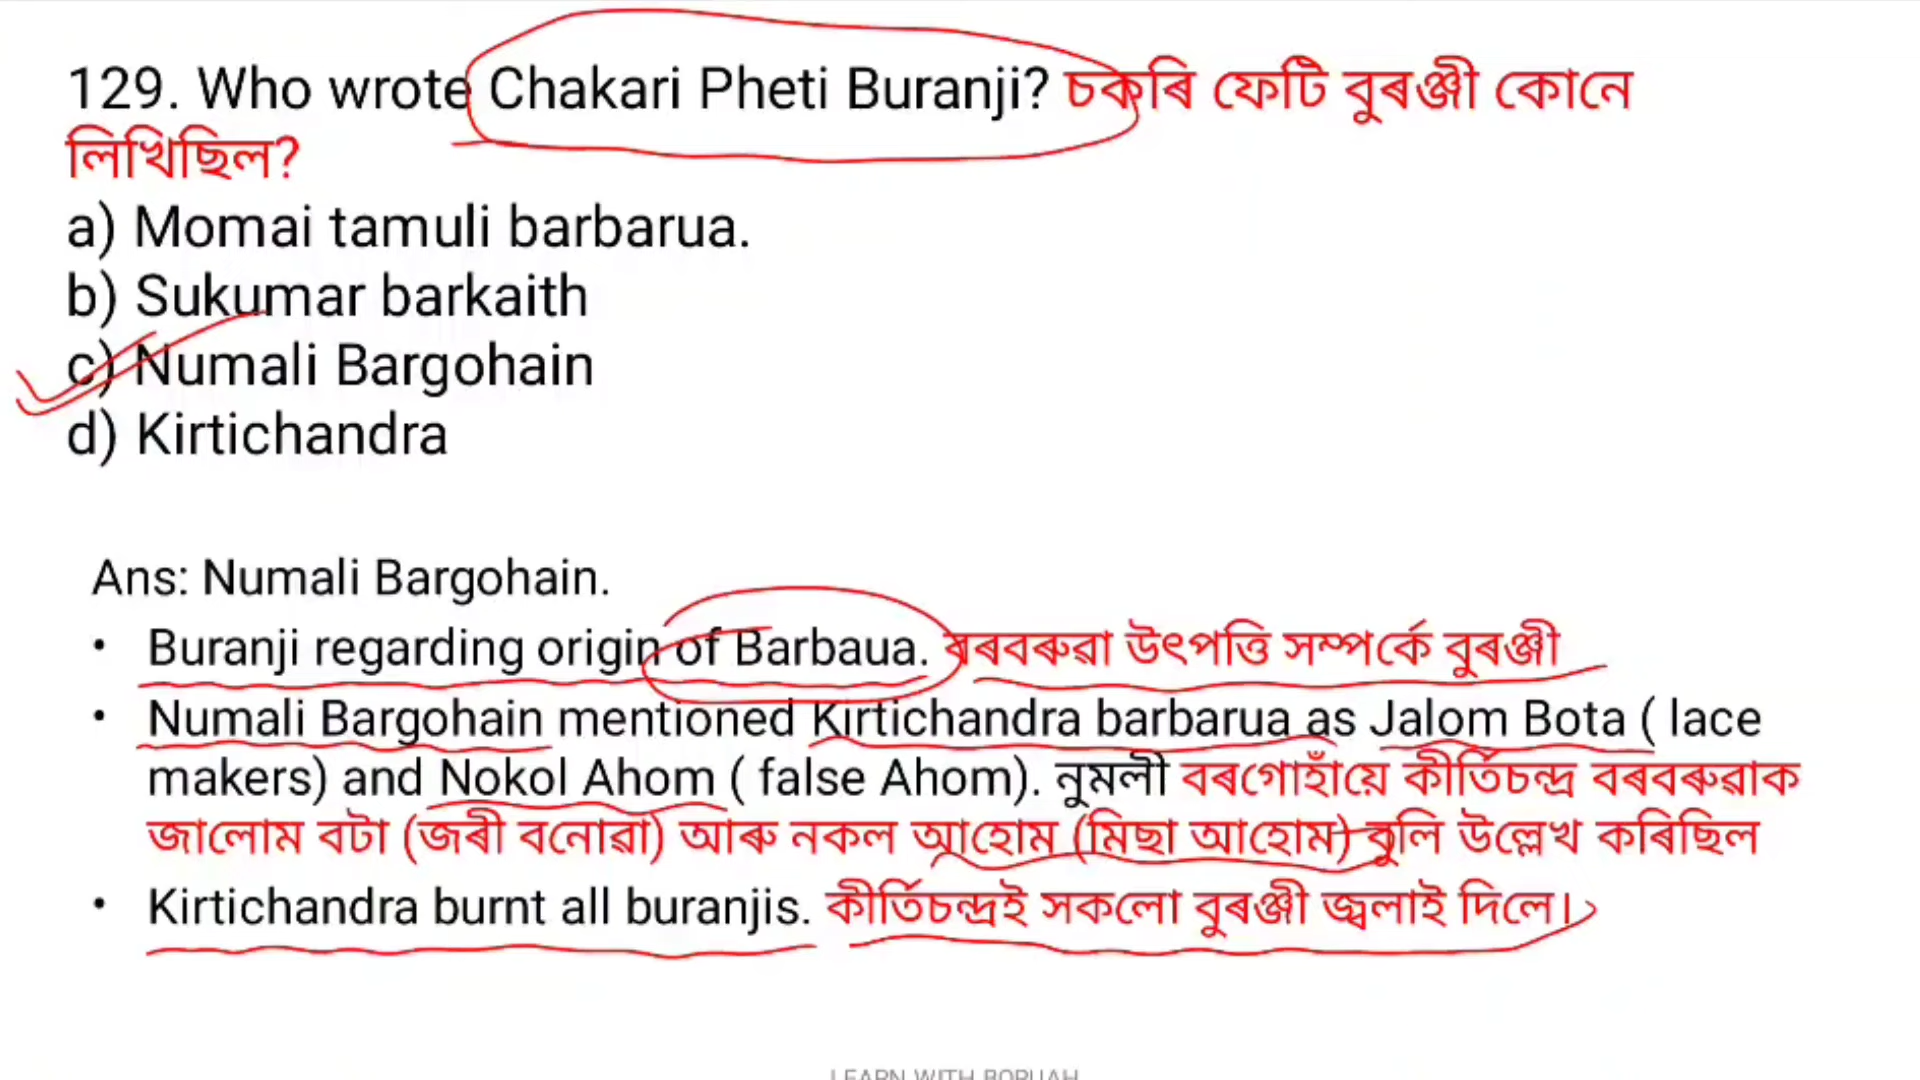 129. Who wrote Chakari Pheti Buranji? চকৰি ফেটি বুৰঞ্জী কোনে
লিখিছিল?
a) Momai tamuli barbarua.
b) Sukumar barkaith
c) Numali Bargohain
d) Kirtichandra
Ans: Numali Bargohain.
• Buranji regarding origin of Barbaua. বৰবৰুৱা উৎপত্তি সম্পৰ্কে বুৰঞ্জী
• Numali Bargohain mentioned Kirtichandra barbarua as Jalom Bota ( lace
makers) and Nokol Ahom ( false Ahom). নুমলী বৰগোহাঁয়ে কীৰ্তিচন্দ্ৰ বৰবৰুৱাক
জালোম বটা (জৰী বনোৱা) আৰু নকল আহোম (মিছা আহোম) বুলি উল্লেখ কৰিছিল
• Kirtichandra burnt all buranjis. কীৰ্তিচন্দ্ৰই সকলো বুৰঞ্জী জ্বলাই দিলে।
LEARN WITH BORUAH